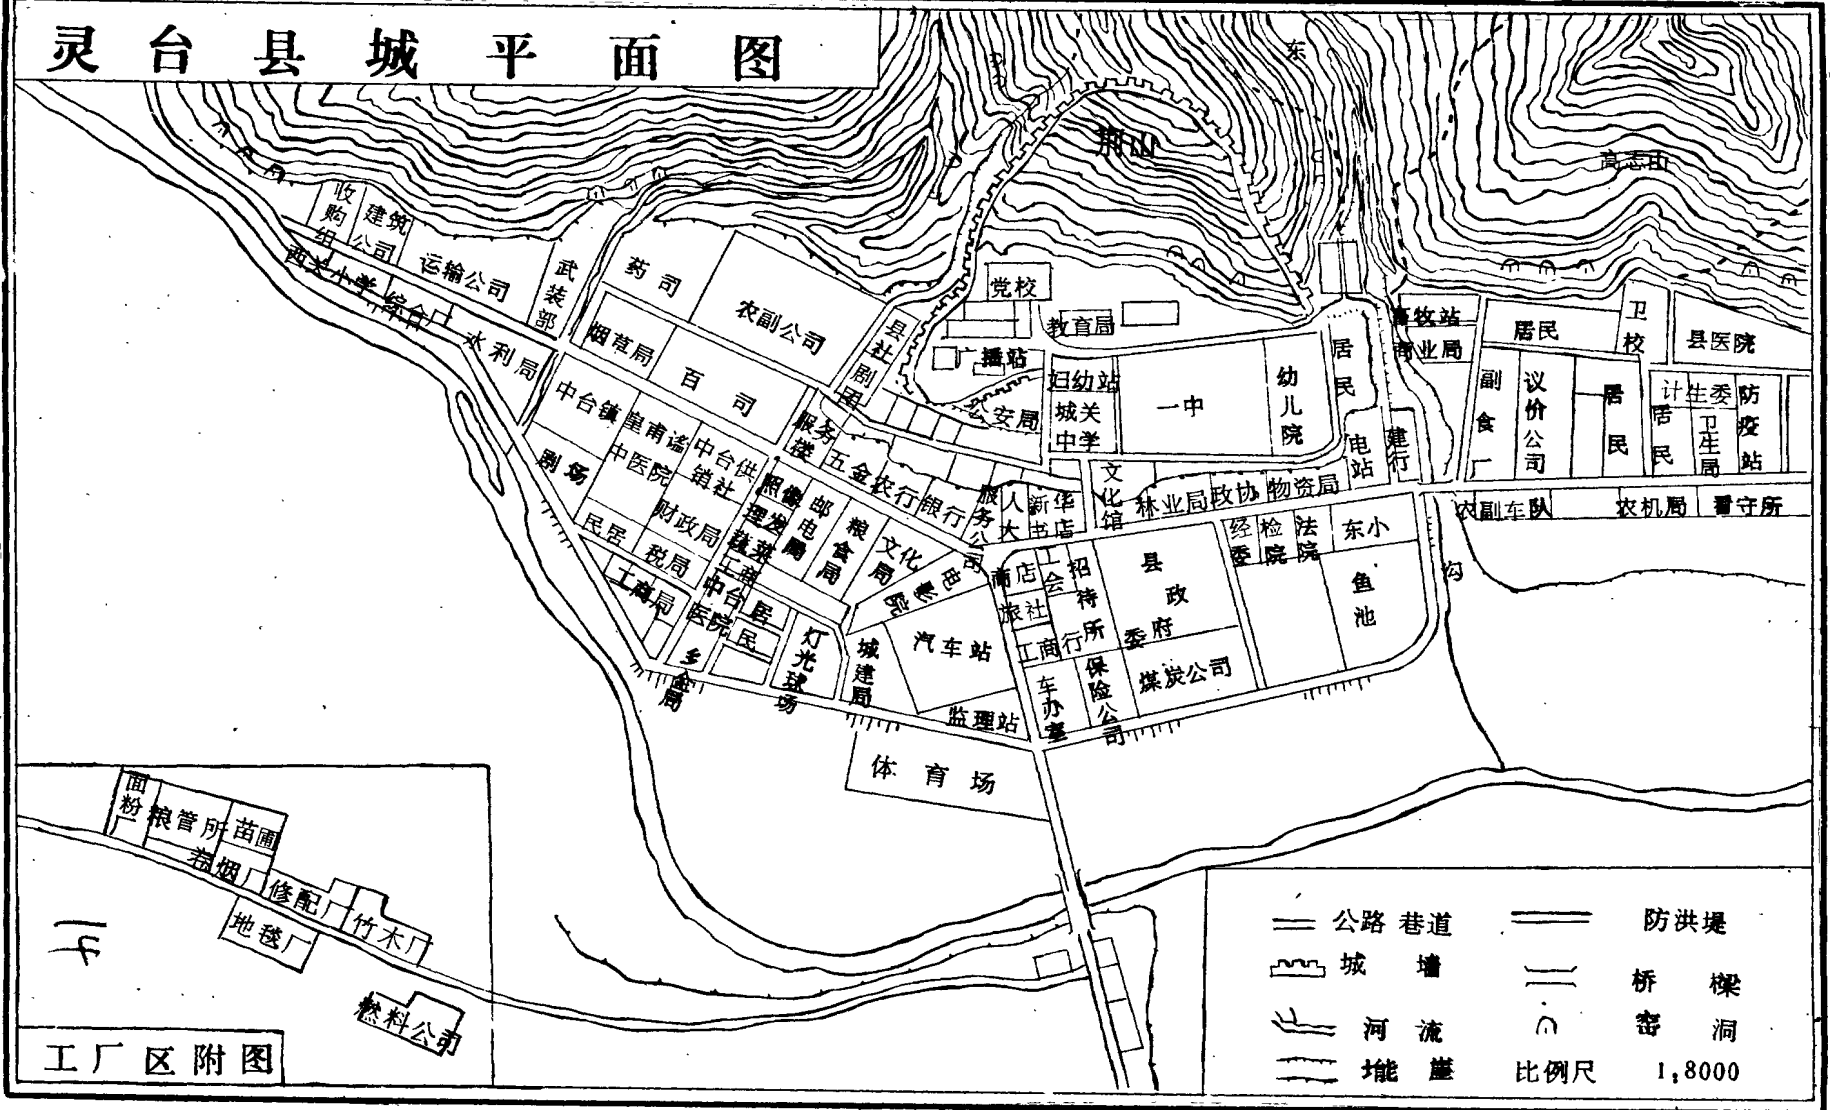 灵台县城平面图
东
荆山
高志山
收购组
建筑公司
运输公司
武装部
药司
农副公司
西关小学
综合厂
水利局
烟草局
百司
县社
剧团
党校
教育局
广播站
公安局
妇幼站
城关中学
一中
幼儿院
居民
畜牧站
商业局
居民
卫校
县医院
副食厂
议价公司
居民
居民
计生委
卫生局
防疫站
电站
建行
中台镇
皇甫谧中医院
中台供销社
服务楼
五金
农行
银行
服务公司
人大
新华书店
文化馆
林业局
政协
物资局
农副车队
农机局
看守所
剧场
民居
财政局
税局
工商局
照像
理发
蔬菜
工商
邮电局
粮食局
文化局
电影院
中台医院
居民
灯光球场
城建局
汽车站
监理站
乡企局
商店
旅社
工会
招待所
工商行
县政府
县委
经委
检院
法院
东小
鱼池
沟
车办室
保险公司
煤炭公司
体育场
面粉厂
粮管所
苗圃
卷烟厂
修配厂
竹木厂
地毯厂
燃料公司
工厂区附图
公路 巷道
防洪堤
城墙
桥樑
河流
窑洞
崖
比例尺 1:8000